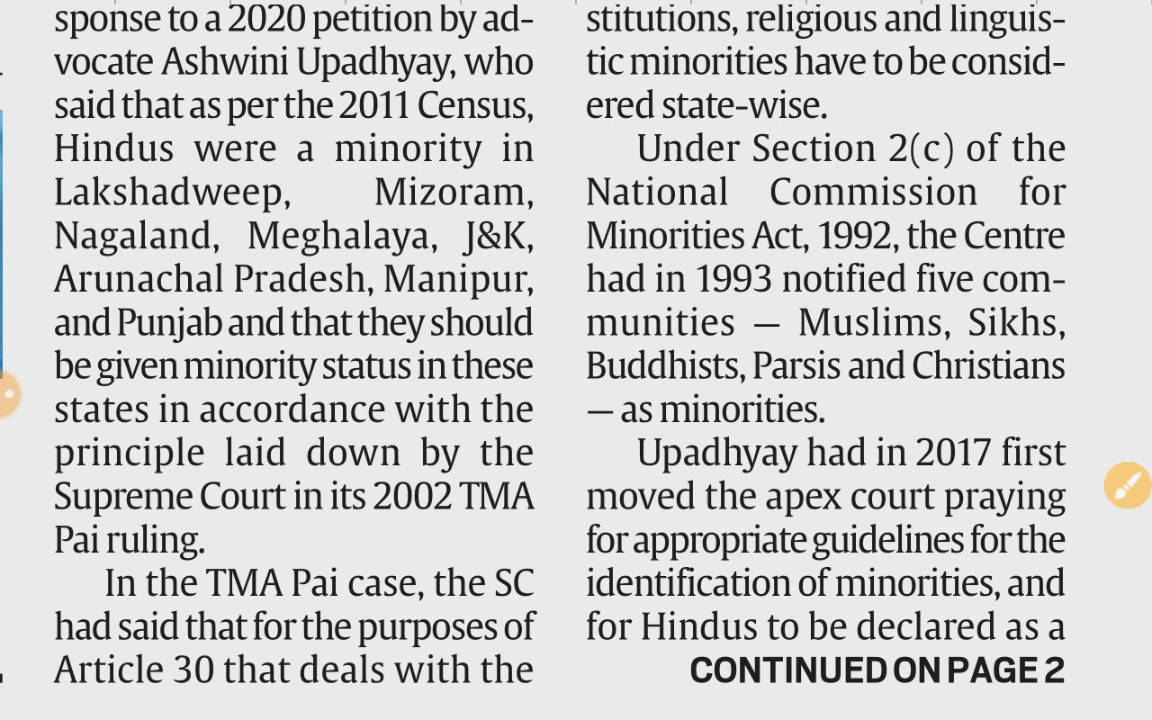 sponse to a 2020 petition by ad-
vocate Ashwini Upadhyay, who
said that as per the 2011 Census,
Hindus were a minority in
Lakshadweep, Mizoram,
Nagaland, Meghalaya, J&K,
Arunachal Pradesh, Manipur,
and Punjab and that they should
be given minority status in these
states in accordance with the
principle laid down by the
Supreme Court in its 2002 TMA
Pai ruling.
In the TMA Pai case, the SC
had said that for the purposes of
Article 30 that deals with the
stitutions, religious and linguis-
tic minorities have to be consid-
ered state-wise.
Under Section 2(c) of the
National Commission for
Minorities Act, 1992, the Centre
had in 1993 notified five com-
munities — Muslims, Sikhs,
Buddhists, Parsis and Christians
— as minorities.
Upadhyay had in 2017 first
moved the apex court praying
for appropriate guidelines for the
identification of minorities, and
for Hindus to be declared as a
CONTINUED ON PAGE 2